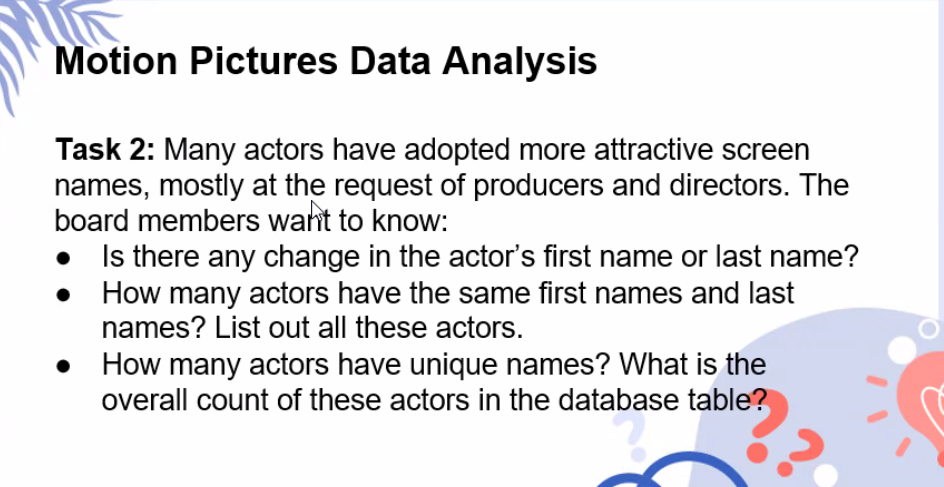 Motion Pictures Data Analysis
Task 2: Many actors have adopted more attractive screen
names, mostly at the request of producers and directors. The
board members want to know:
● Is there any change in the actor's first name or last name?
● How many actors have the same first names and last
names? List out all these actors.
● How many actors have unique names? What is the
overall count of these actors in the database table?